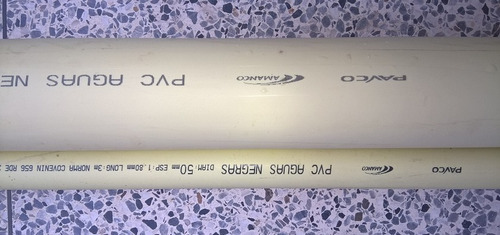 PAVCO AMANCO PVC AGUAS NE
PAVCO AMANCO PVC AGUAS NEGRAS DIAM: 50mm ESP:1.80mm LONG-3m NORMA COVENIN 656 RDE